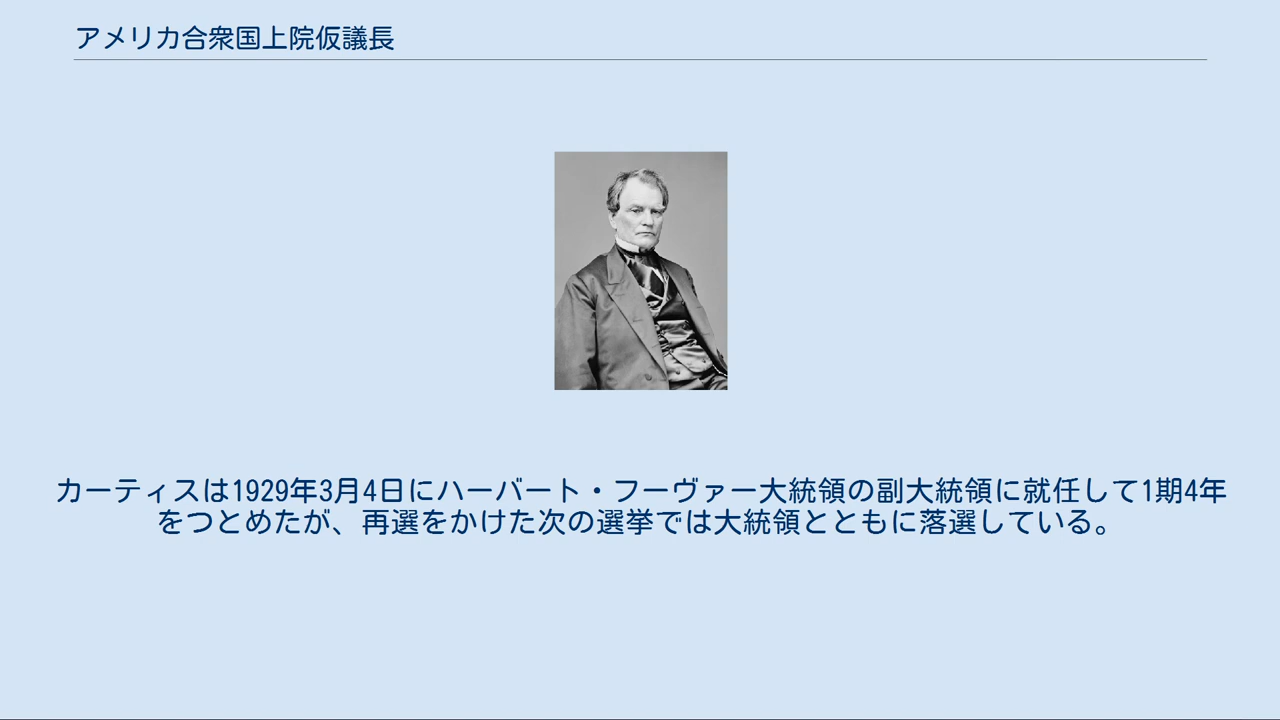 アメリカ合衆国上院仮議長
カーティスは1929年3月4日にハーバート・フーヴァー大統領の副大統領に就任して1期4年
をつとめたが、再選をかけた次の選挙では大統領とともに落選している。